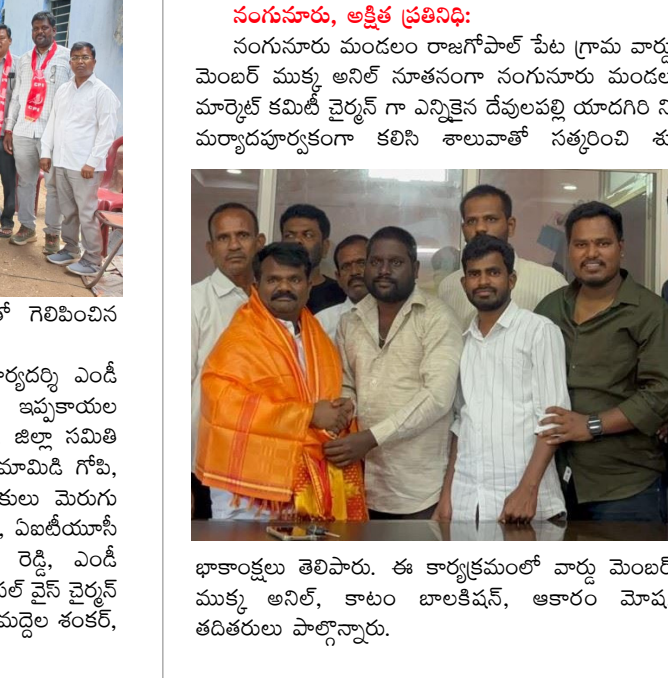 తో గెలిపించిన
ర్యదర్శి ఎండీ
ఇప్పకాయల
జిల్లా సమితి
మామిడి గోపి,
కులు మెరుగు
, ఏఐటీయూసీ
రెడ్డి, ఎండీ
సల్ వైస్ చైర్మన్
మద్దెల శంకర్,
నంగునూరు, అక్షిత ప్రతినిధి:
నంగునూరు మండలం రాజగోపాల్ పేట గ్రామ వార్డు
మెంబర్ ముక్క అనిల్ నూతనంగా నంగునూరు మండల
మార్కెట్ కమిటీ చైర్మన్ గా ఎన్నికైన దేవులపల్లి యాదగిరి ని
మర్యాదపూర్వకంగా కలిసి శాలువాతో సత్కరించి శు
భాకాంక్షలు తెలిపారు. ఈ కార్యక్రమంలో వార్డు మెంబర్
ముక్క అనిల్, కాటం బాలకిషన్, ఆకారం మోష
తదితరులు పాల్గొన్నారు.